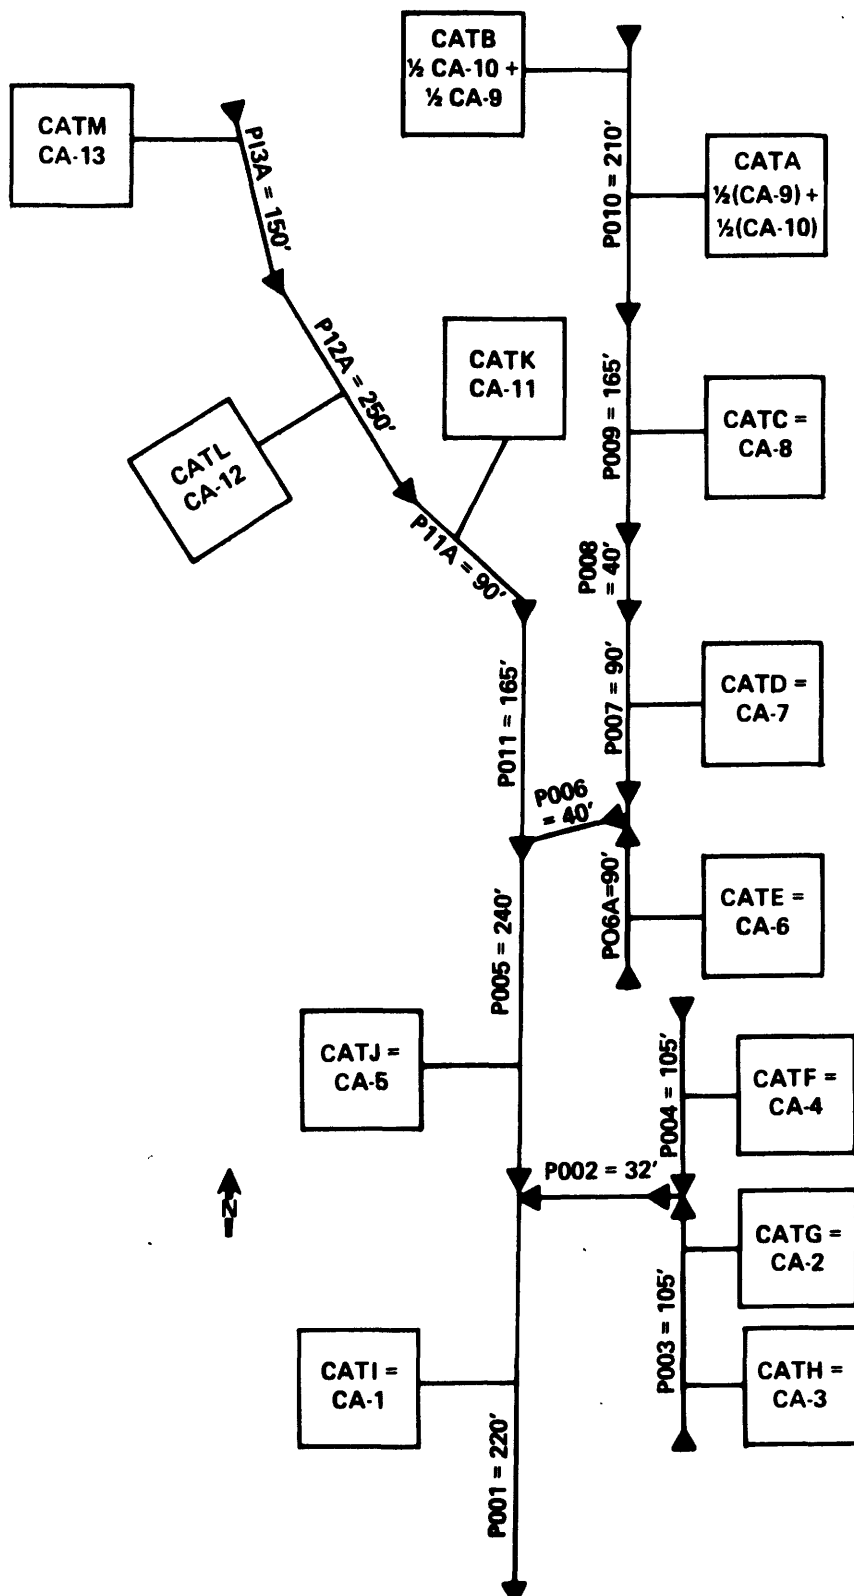 CATB
½ CA-10 +
½ CA-9
CATM
CA-13
PI3A = 150′
P010 = 210′
CATA
½(CA-9) +
½(CA-10)
P12A = 250′
CATK
CA-11
CATL
CA-12
P009 = 165′
CATC =
CA-8
P11A = 90′
P008
= 40′
P011 = 165′
P007 = 90′
CATD =
CA-7
P006
= 40′
PO6A=90′
CATE =
CA-6
P005 = 240′
CATJ =
CA-5
P004 = 105′
CATF =
CA-4
P002 = 32′
N
CATG =
CA-2
P003 = 105′
CATI =
CA-1
CATH =
CA-3
P001 = 220′